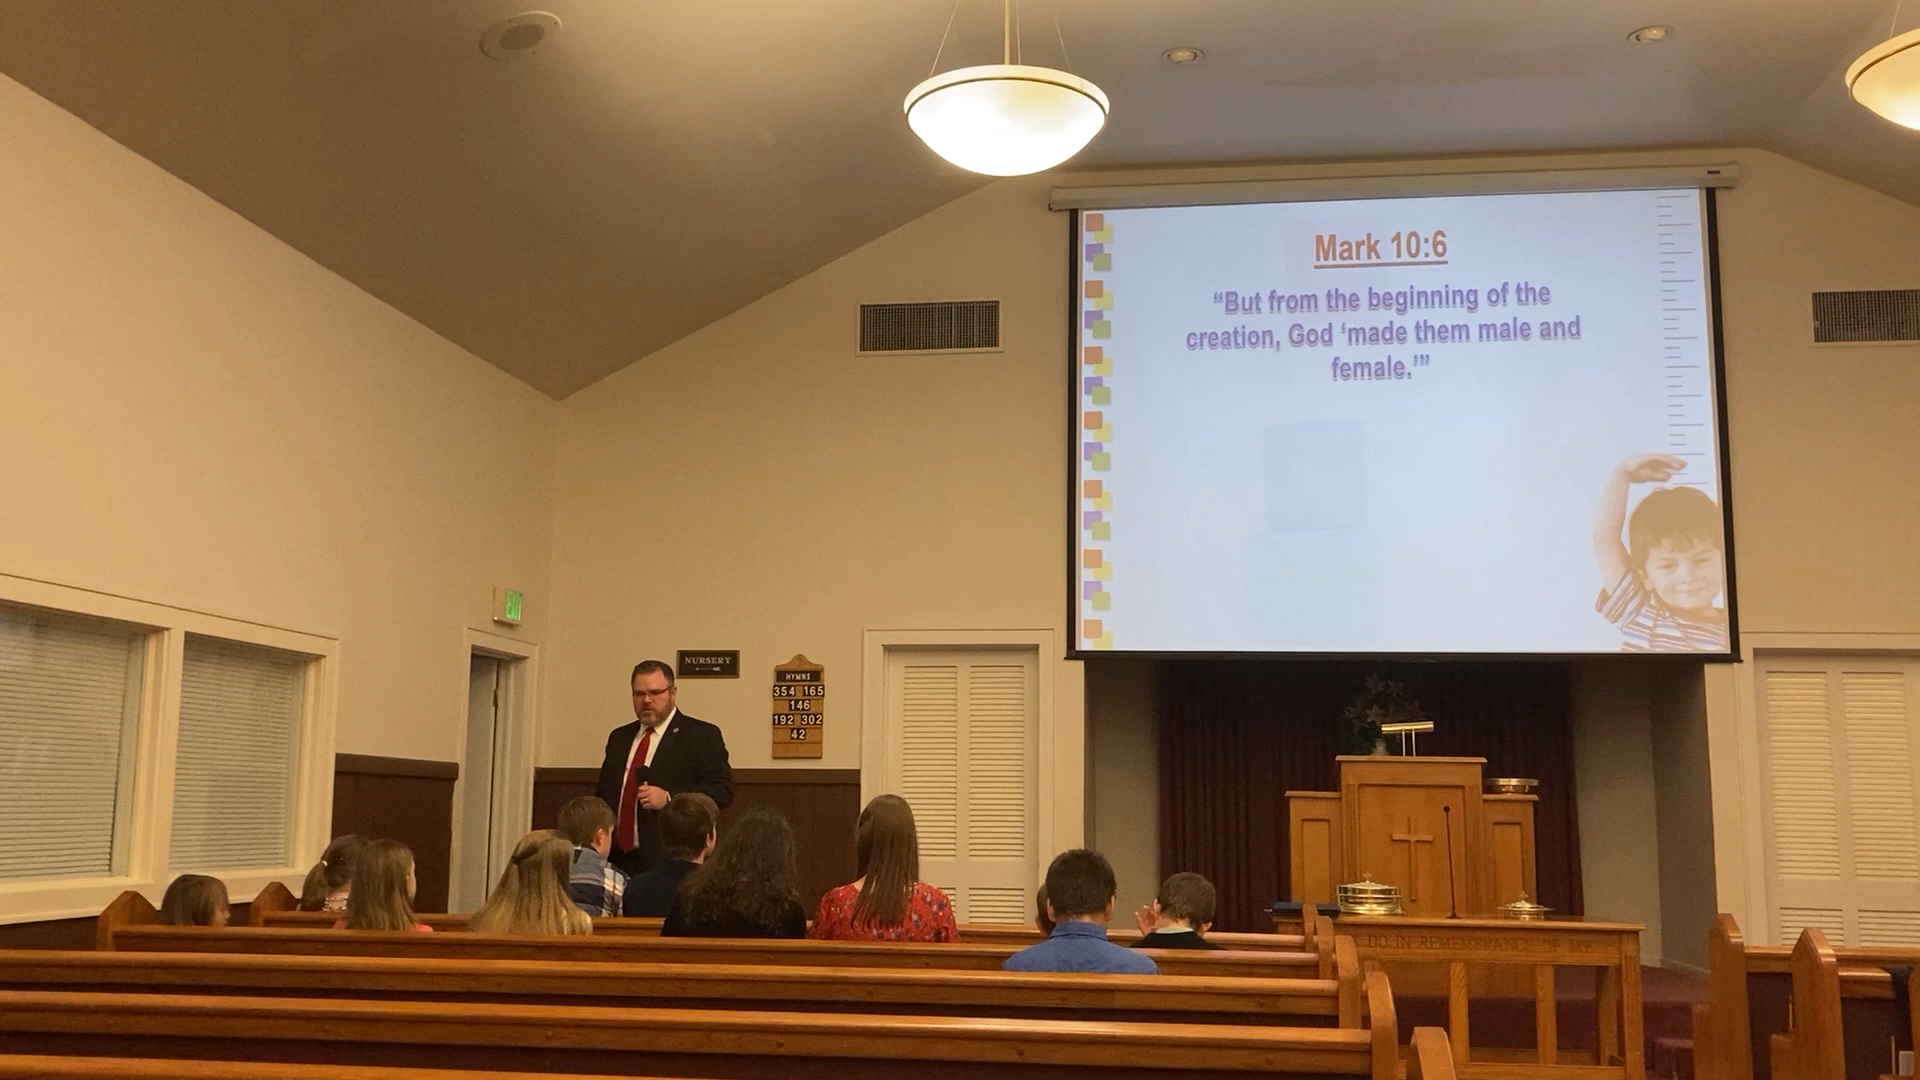 Mark 10:6
“But from the beginning of the
creation, God ‘made them male and
female.’”
EXIT
NURSERY
HYMNS
354 165
146
192 302
42
DO IN REMEMBRANCE OF ME